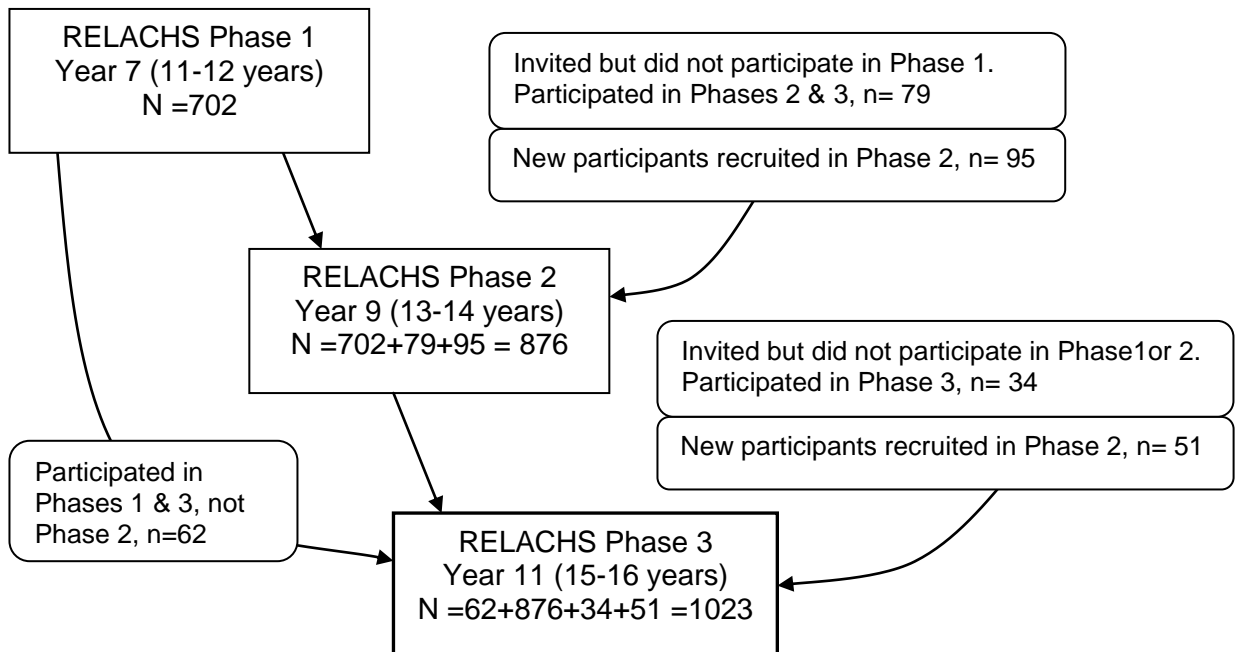 RELACHS Phase 1
Year 7 (11-12 years)
N =702
Invited but did not participate in Phase 1.
Participated in Phases 2 & 3, n= 79
New participants recruited in Phase 2, n= 95
RELACHS Phase 2
Year 9 (13-14 years)
N =702+79+95 = 876
Invited but did not participate in Phase1or 2.
Participated in Phase 3, n= 34
New participants recruited in Phase 2, n= 51
Participated in
Phases 1 & 3, not
Phase 2, n=62
RELACHS Phase 3
Year 11 (15-16 years)
N =62+876+34+51 =1023